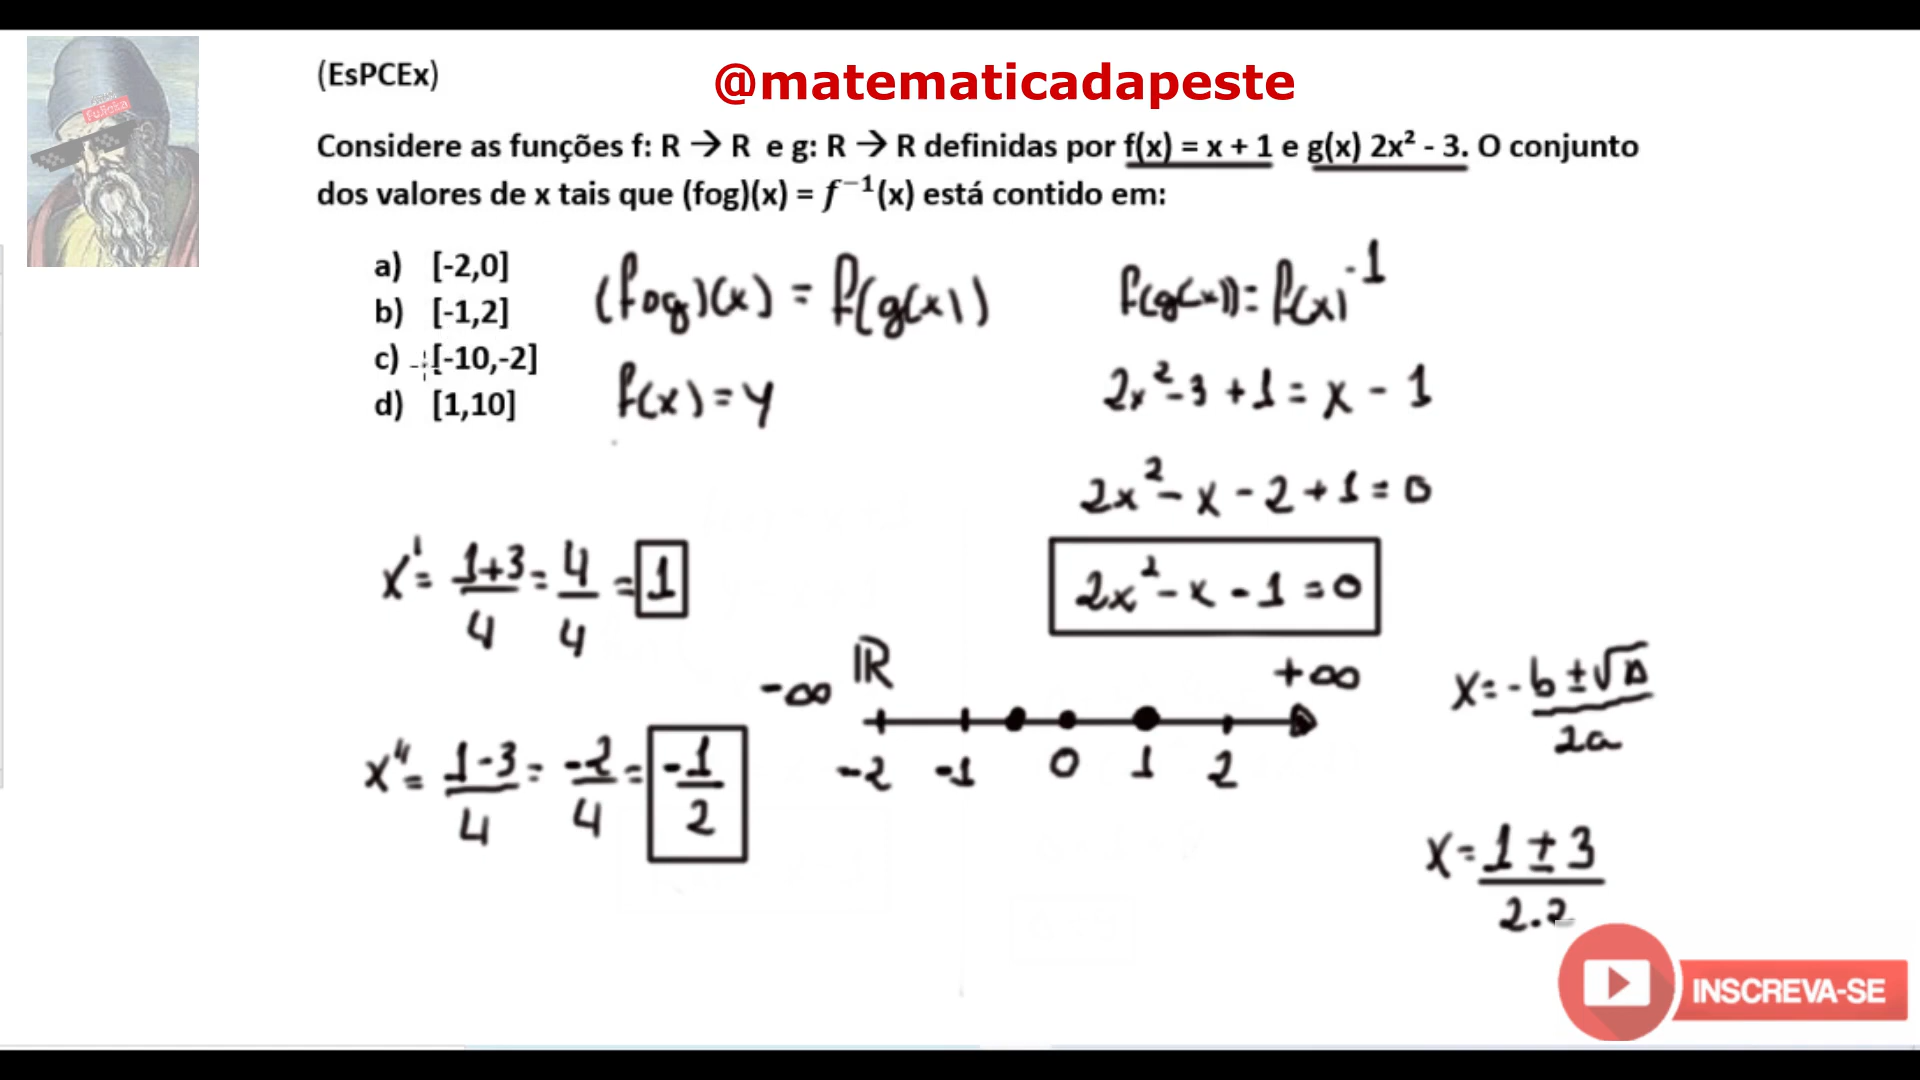 (EsPCEx)
@matematicadapeste
Considere as funções f: R → R e g: R → R definidas por f(x) = x + 1 e g(x) 2x² - 3. O conjunto
dos valores de x tais que (fog)(x) = f⁻¹(x) está contido em:
a) [-2,0]
b) [-1,2]
c) [-10,-2]
d) [1,10]
(fog)(x) = f(g(x))
f(x) = y
f(g(x)) = f(x)⁻¹
2x² - 3 + 1 = x - 1
2x² - x - 2 + 1 = 0
2x² - x - 1 = 0
x' = 1+3/4 = 4/4 = 1
x" = 1-3/4 = -2/4 = -1/2
-∞ ℝ +∞
-2 -1 0 1 2
x = -b ± √Δ / 2a
x = 1 ± 3 / 2.2
INSCREVA-SE